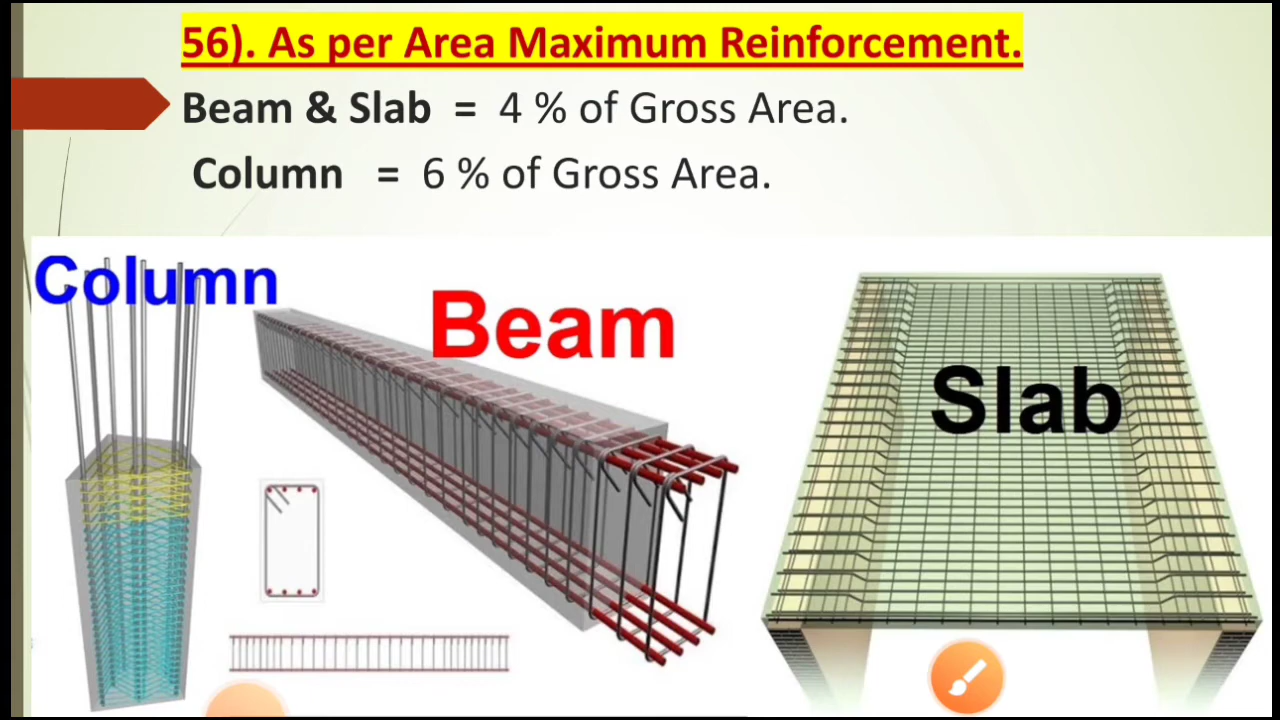 56). As per Area Maximum Reinforcement.
Beam & Slab = 4 % of Gross Area.
Column = 6 % of Gross Area.
Column
Beam
Slab